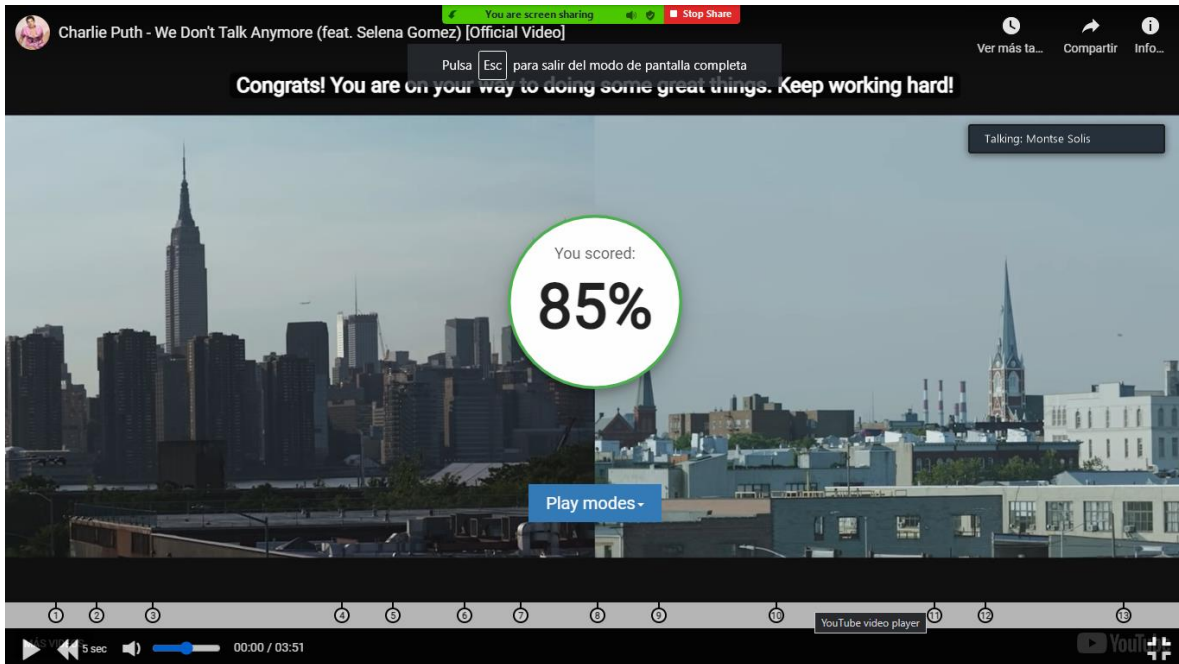 You are screen sharing
Stop Share
Charlie Puth - We Don't Talk Anymore (feat. Selena Gomez) [Official Video]
Ver más ta...
Compartir
Info...
Pulsa Esc para salir del modo de pantalla completa
Congrats! You are on your way to doing some great things. Keep working hard!
Talking: Montse Solis
You scored:
85%
Play modes
1 2 3 4 5 6 7 8 9 10 11 12 13
YouTube video player
5 sec
00:00 / 03:51
YouTube